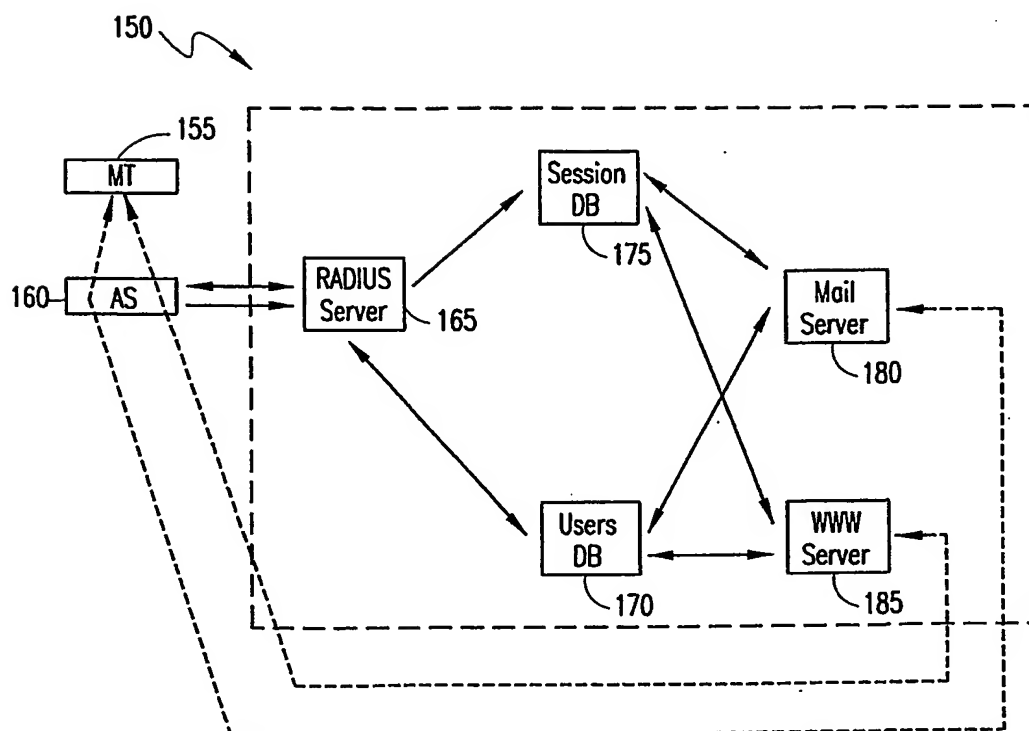 150
155
MT
Session
DB
175
160
AS
RADIUS
Server
165
Mail
Server
180
Users
DB
170
WWW
Server
185